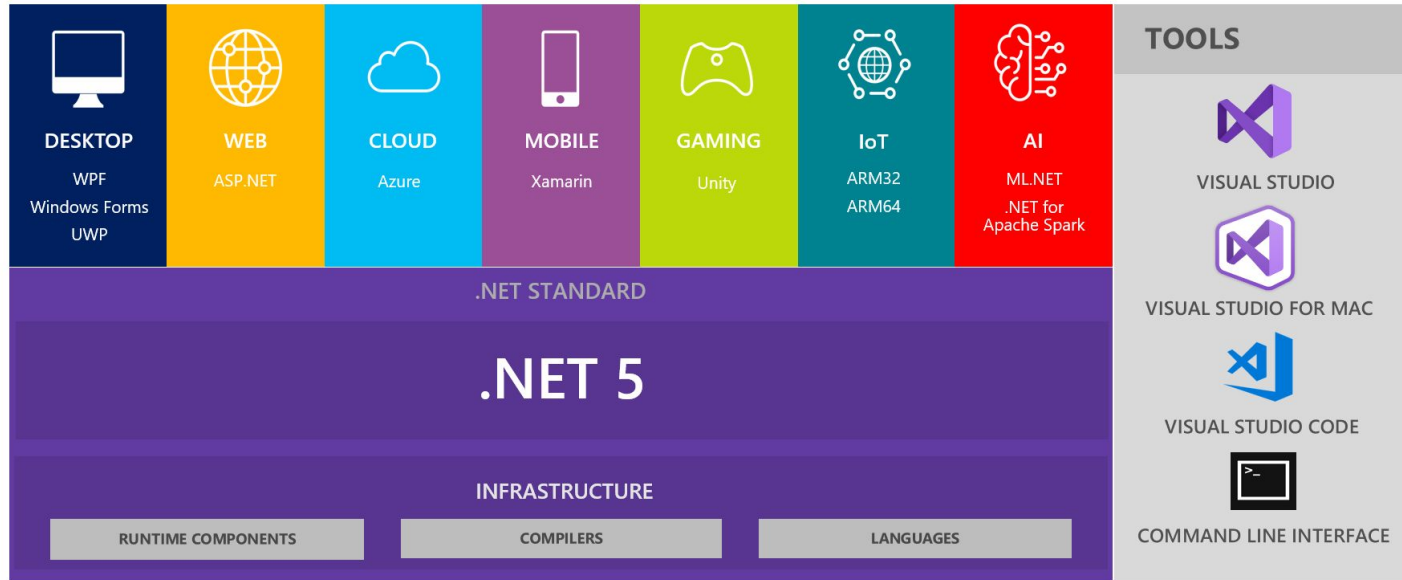 DESKTOP
WPF
Windows Forms
UWP
WEB
ASP.NET
CLOUD
Azure
MOBILE
Xamarin
GAMING
Unity
IoT
ARM32
ARM64
AI
ML.NET
.NET for
Apache Spark
.NET STANDARD
.NET 5
INFRASTRUCTURE
RUNTIME COMPONENTS
COMPILERS
LANGUAGES
TOOLS
VISUAL STUDIO
VISUAL STUDIO FOR MAC
VISUAL STUDIO CODE
>_
COMMAND LINE INTERFACE